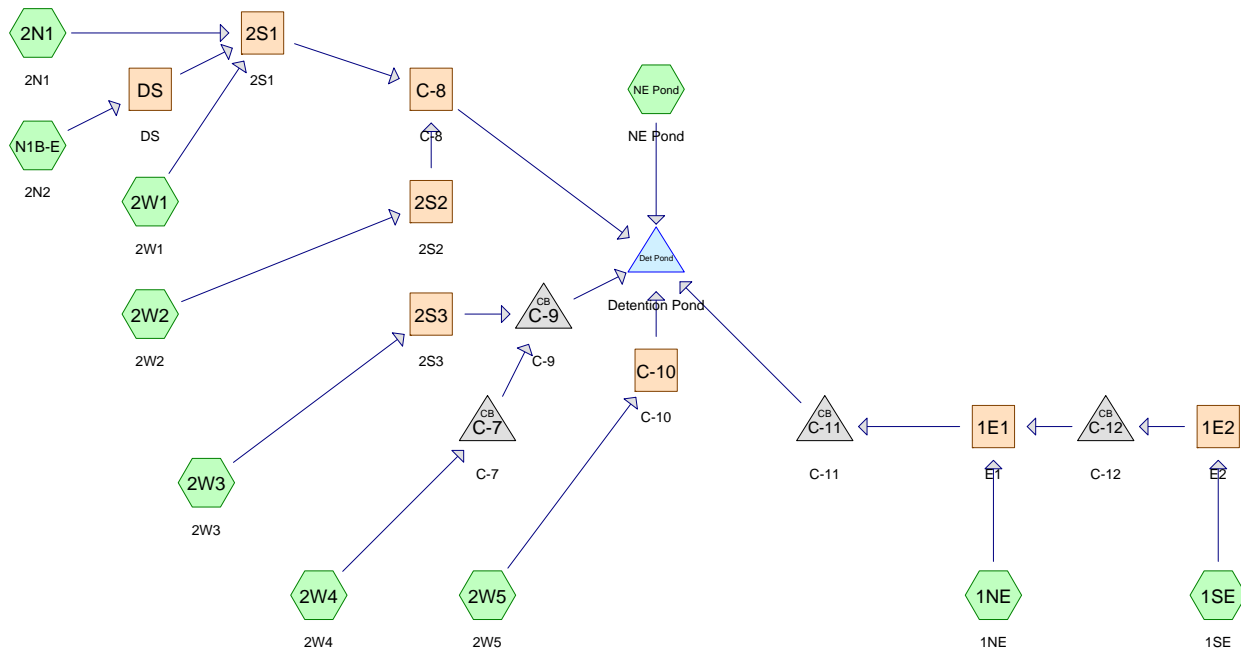 2N1
2N1
2S1
2S1
DS
DS
N1B-E
2N2
C-8
C-8
NE Pond
NE Pond
2W1
2W1
2S2
2S2
Det Pond
Detention Pond
2W2
2W2
2S3
2S3
CB
C-9
C-9
C-10
C-10
CB
C-7
C-7
CB
C-11
C-11
1E1
E1
CB
C-12
C-12
1E2
E2
2W3
2W3
2W4
2W4
2W5
2W5
1NE
1NE
1SE
1SE